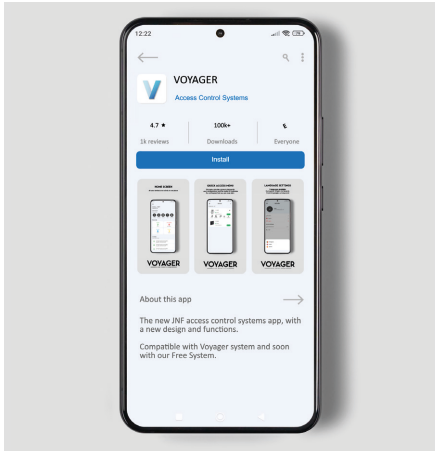 12:22
VOYAGER
Access Control Systems
4.7 ★
100k+
1k reviews
Downloads
Everyone
Install
HOME SCREEN
QUICK ACCESS MENU
LANGUAGE SETTINGS
VOYAGER
VOYAGER
VOYAGER
About this app
The new JNF access control systems app, with
a new design and functions.
Compatible with Voyager system and soon
with our Free System.